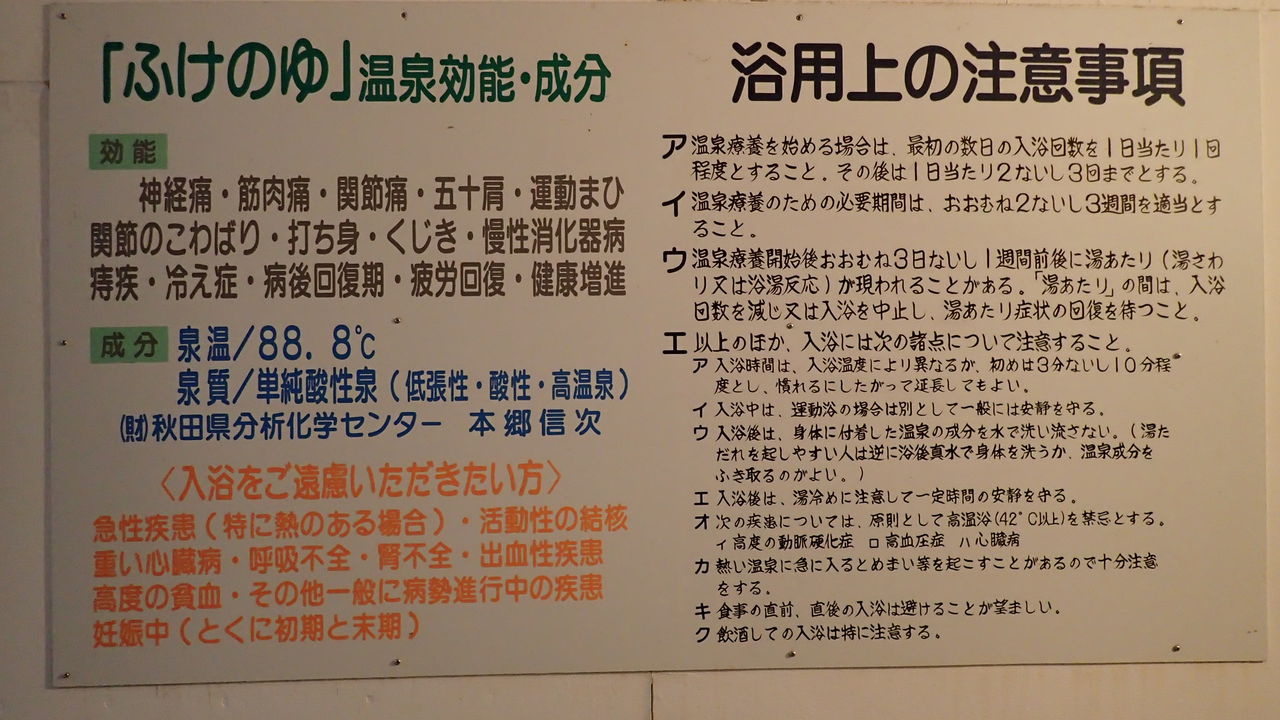 「ふけのゆ」温泉効能・成分
効能
神経痛・筋肉痛・関節痛・五十肩・運動まひ
関節のこわばり・打ち身・くじき・慢性消化器病
痔疾・冷え症・病後回復期・疲労回復・健康増進
成分
泉温/88.8℃
泉質/単純酸性泉(低張性・酸性・高温泉)
(財)秋田県分析化学センター 本郷信次
〈入浴をご遠慮いただきたい方〉
急性疾患(特に熱のある場合)・活動性の結核
重い心臓病・呼吸不全・腎不全・出血性疾患
高度の貧血・その他一般に病勢進行中の疾患
妊娠中(とくに初期と末期)
浴用上の注意事項
ア 温泉療養を始める場合は、最初の数日の入浴回数を1日当たり1回
程度とすること。その後は1日当たり2ないし3回までとする。
イ 温泉療養のための必要期間は、おおむね2ないし3週間を適当とす
ること。
ウ 温泉療養開始後おおむね3日ないし1週間前後に湯あたり(湯さわ
り又は浴湯反応)が現われることがある。「湯あたり」の間は、入浴
回数を減じ又は入浴を中止し、湯あたり症状の回復を待つこと。
エ 以上のほか、入浴には次の諸点について注意すること。
ア 入浴時間は、入浴温度により異なるが、初めは3分ないし10分程
度とし、慣れるにしたがって延長してもよい。
イ 入浴中は、運動浴の場合は別として一般には安静を守る。
ウ 入浴後は、身体に付着した温泉の成分を水で洗い流さない。(湯た
だれを起しやすい人は逆に浴後真水で身体を洗うか、温泉成分を
ふき取るのがよい。)
エ 入浴後は、湯冷めに注意して一定時間の安静を守る。
オ 次の疾患については、原則として高温浴(42°C以上)を禁忌とする。
イ 高度の動脈硬化症 ロ 高血圧症 ハ 心臓病
カ 熱い温泉に急に入るとめまい等を起こすことがあるので十分注意
をする。
キ 食事の直前、直後の入浴は避けることが望ましい。
ク 飲酒しての入浴は特に注意する。